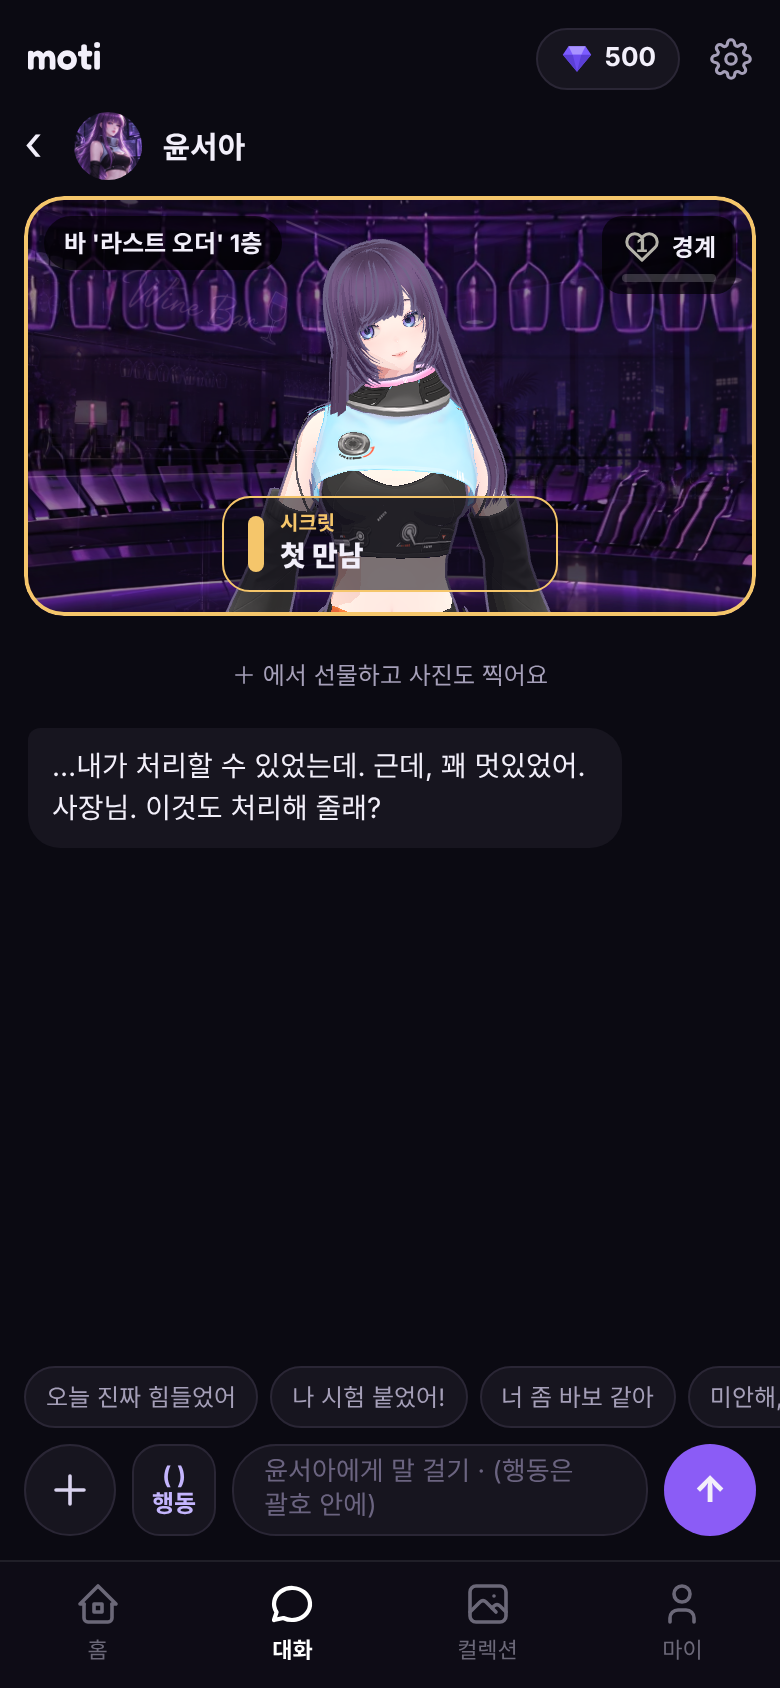 moti
500
윤서아
바 '라스트 오더' 1층
1 경계
Wine Bar
시크릿
첫 만남
+ 에서 선물하고 사진도 찍어요
...내가 처리할 수 있었는데. 근데, 꽤 멋있었어.
사장님. 이것도 처리해 줄래?
오늘 진짜 힘들었어
나 시험 붙었어!
너 좀 바보 같아
미안해,
( )
행동
윤서아에게 말 걸기 · (행동은
괄호 안에)
홈
대화
컬렉션
마이